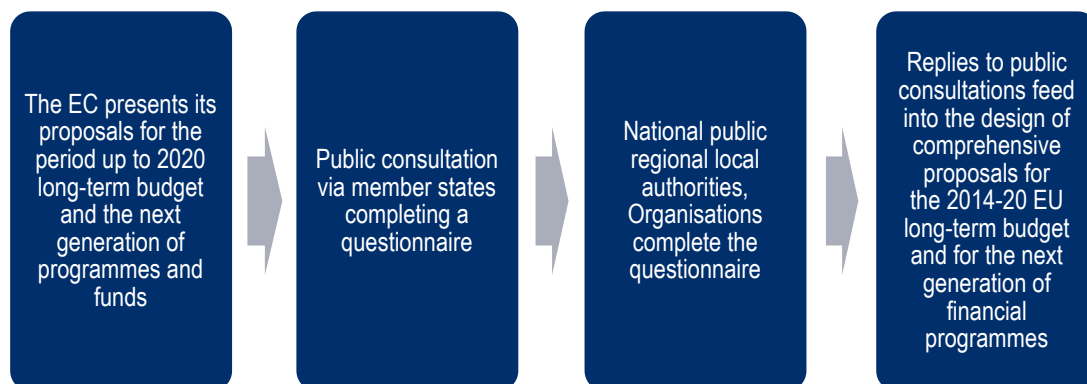 The EC presents its
proposals for the
period up to 2020
long-term budget
and the next
generation of
programmes and
funds
Public consultation
via member states
completing a
questionnaire
National public
regional local
authorities,
Organisations
complete the
questionnaire
Replies to public
consultations feed
into the design of
comprehensive
proposals for
the 2014-20 EU
long-term budget
and for the next
generation of
financial
programmes